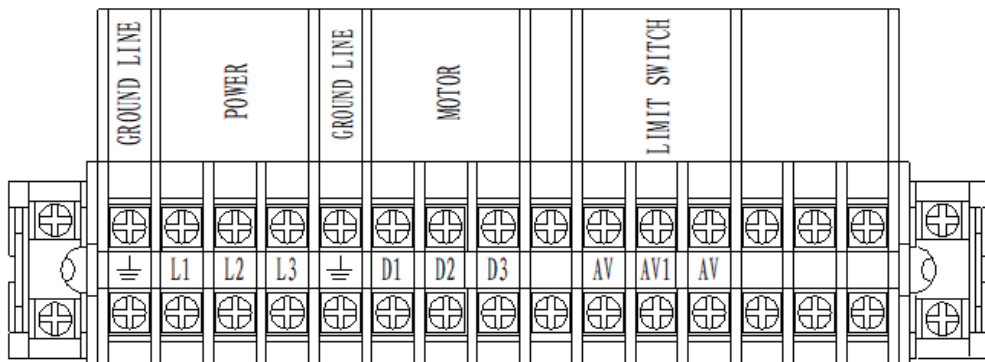 GROUND LINE
POWER
GROUND LINE
MOTOR
LIMIT SWITCH
L1 L2 L3 D1 D2 D3 AV AV1 AV